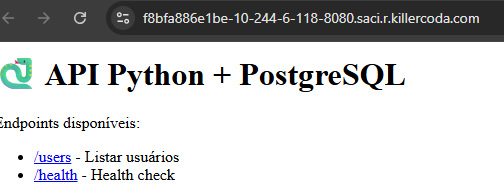 f8bfa886e1be-10-244-6-118-8080.saci.r.killercoda.com
API Python + PostgreSQL
Endpoints disponíveis:
/users - Listar usuários
/health - Health check